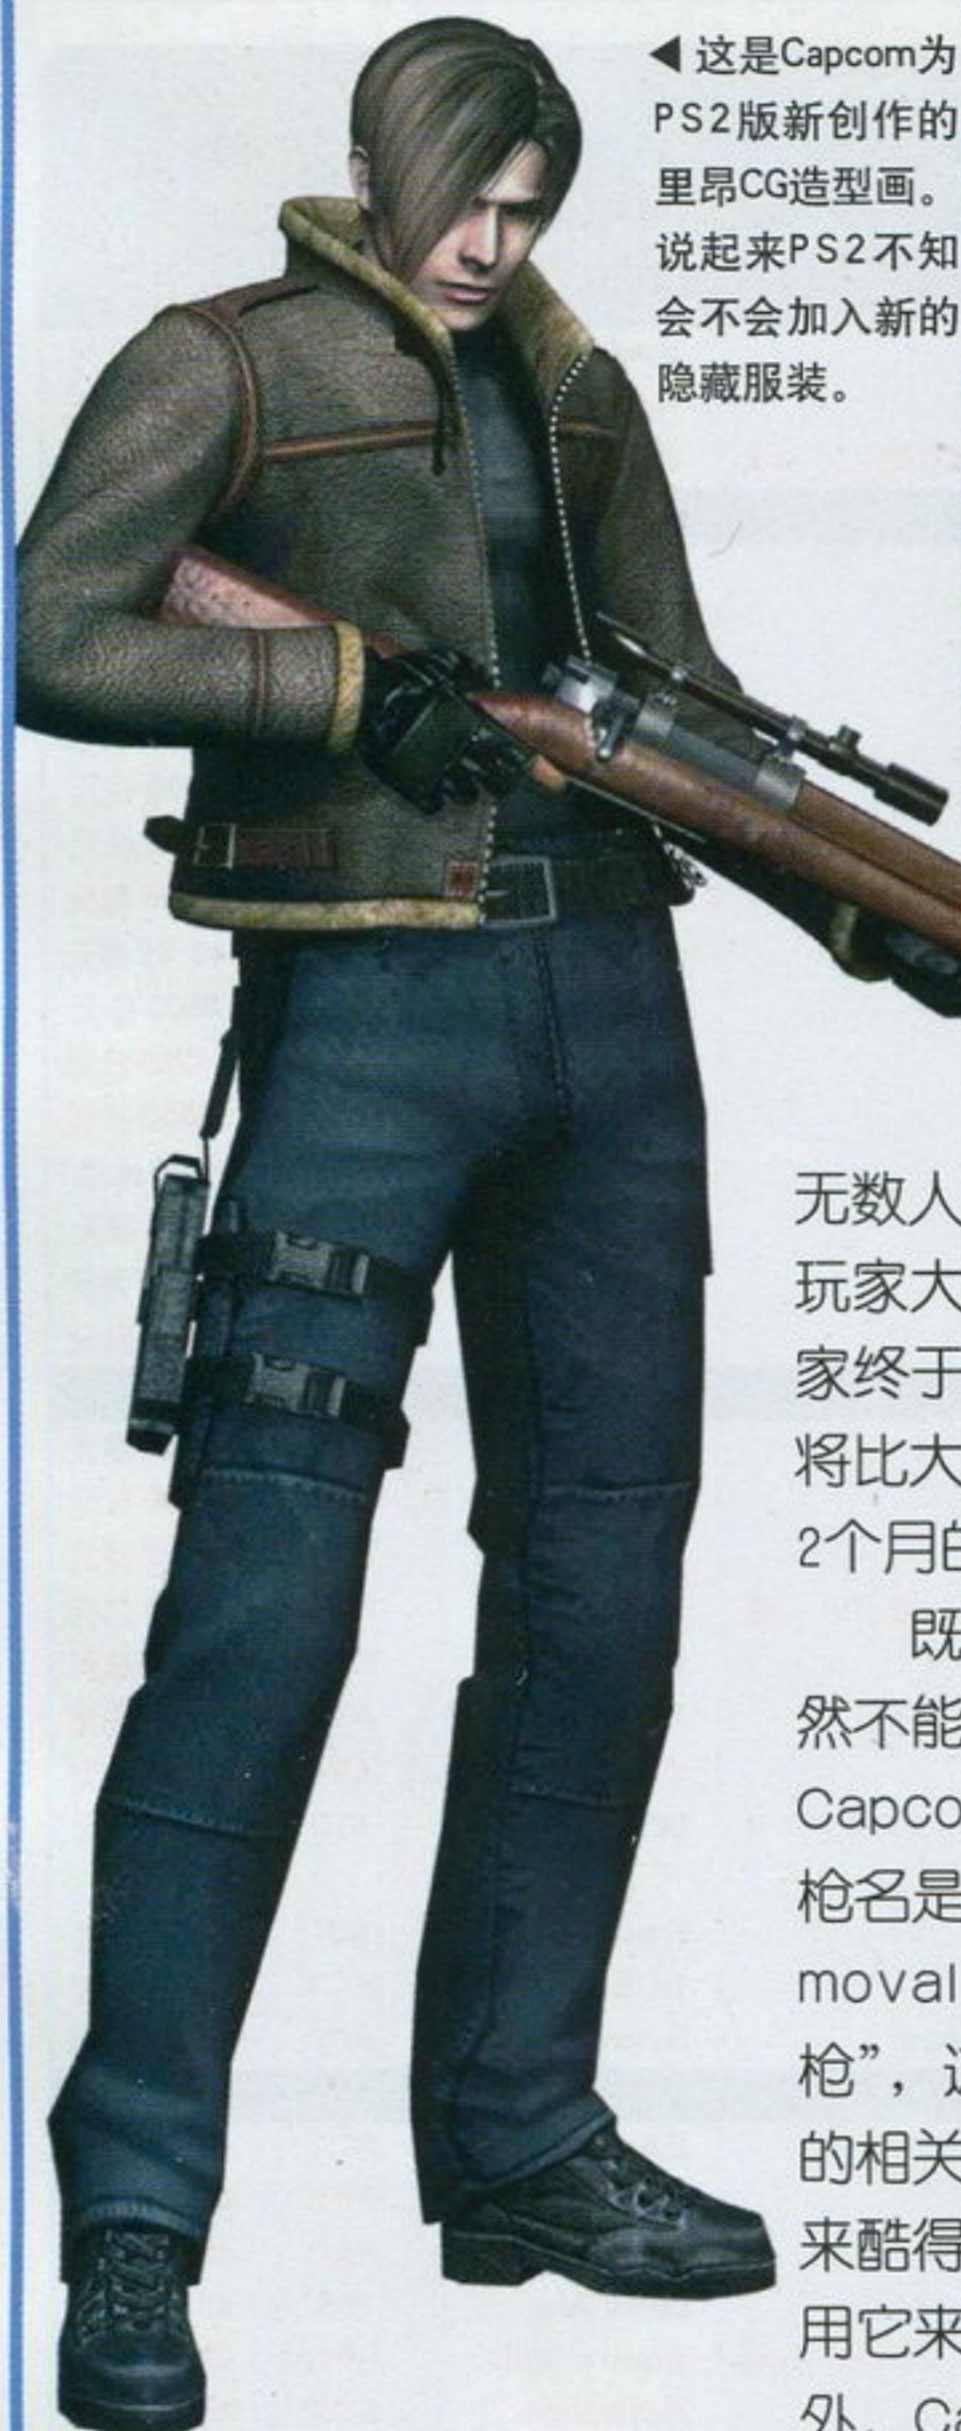 ◀ 这是Capcom为
PS2版新创作的
里昂CG造型画。
说起来PS2不知
会不会加入新的
隐藏服装。
无数人
玩家大
家终于
将比大
2个月的
既
然不能
Capco
枪名是
moval
枪”，这
的相关
来酷得
用它来
外，Ca